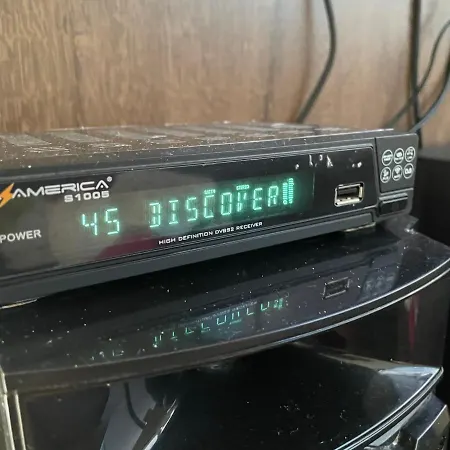 AMERICA®
S1005
45 DISCOVER
POWER
HIGH DEFINITION DVBS2 RECEIVER